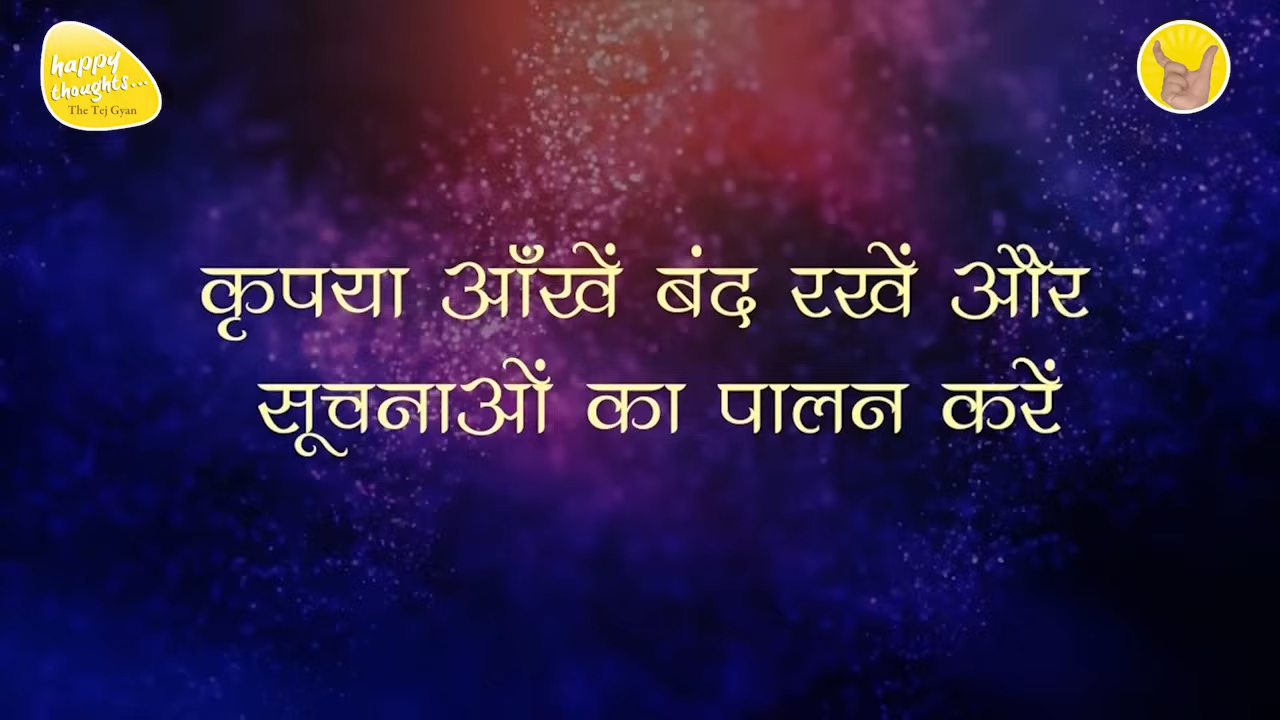 happy
thoughts...
The Tej Gyan
कृपया आँखें बंद रखें और
सूचनाओं का पालन करें